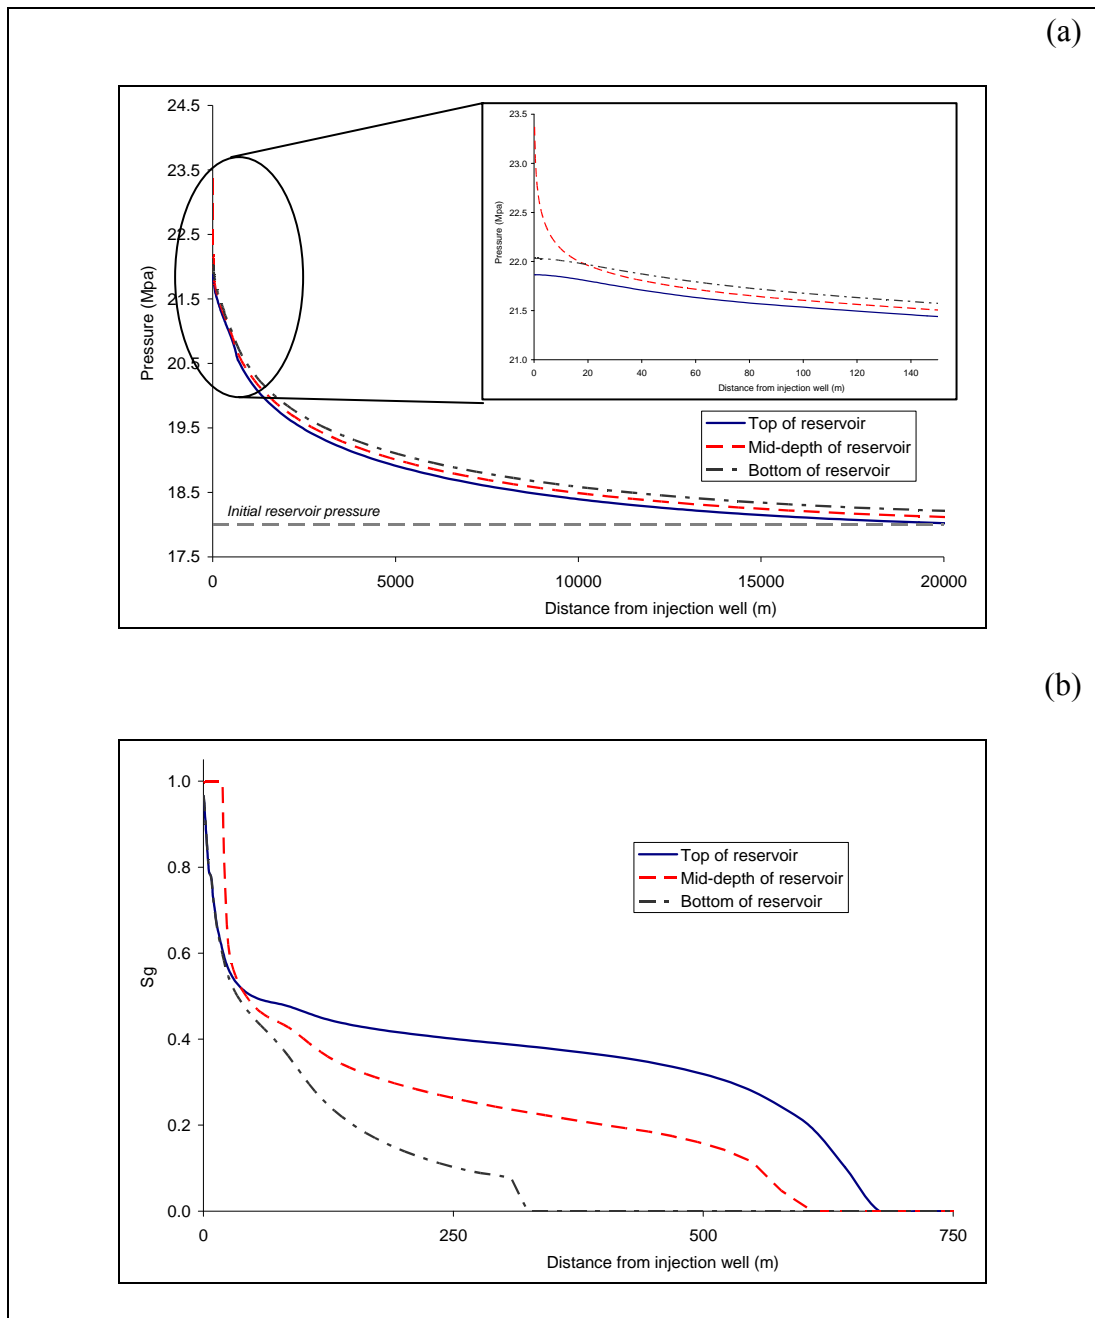 (a)
24.5
23.5
22.5
21.5
20.5
19.5
18.5
17.5
Pressure (Mpa)
23.5
23.0
22.5
22.0
21.5
21.0
Pressure (Mpa)
0 20 40 60 80 100 120 140
Distance from injection well (m)
Top of reservoir
Mid-depth of reservoir
Bottom of reservoir
Initial reservoir pressure
0 5000 10000 15000 20000
Distance from injection well (m)
(b)
1.0
0.8
0.6
0.4
0.2
0.0
Sg
Top of reservoir
Mid-depth of reservoir
Bottom of reservoir
0 250 500 750
Distance from injection well (m)